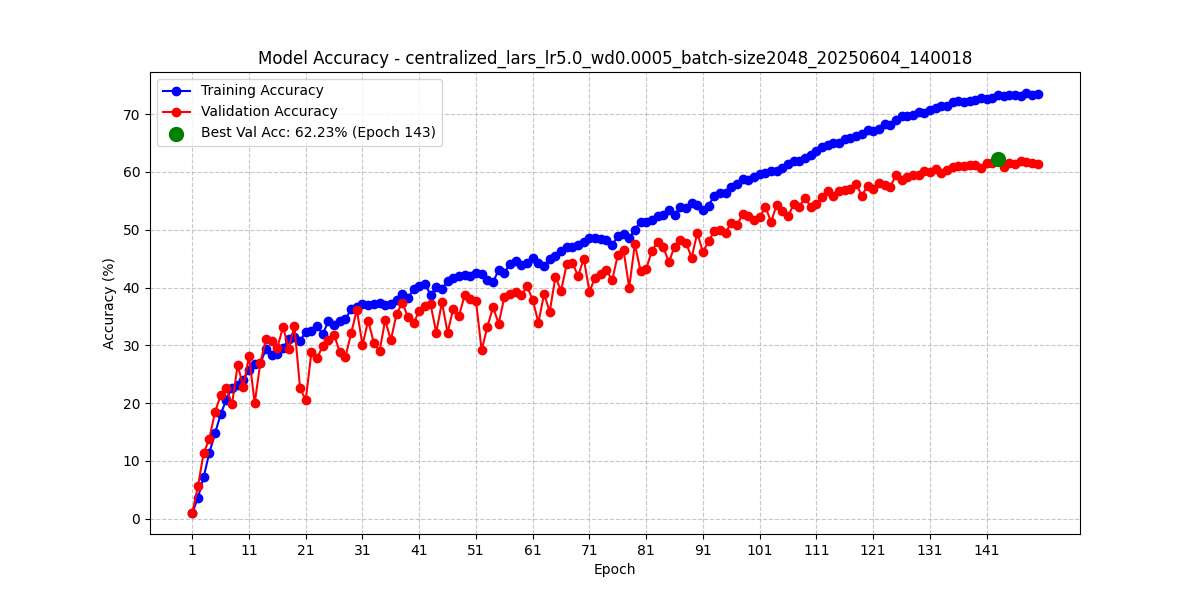 Model Accuracy - centralized_lars_lr5.0_wd0.0005_batch-size2048_20250604_140018
Training Accuracy
Validation Accuracy
Best Val Acc: 62.23% (Epoch 143)
Accuracy (%)
70
60
50
40
30
20
10
0
1 11 21 31 41 51 61 71 81 91 101 111 121 131 141
Epoch